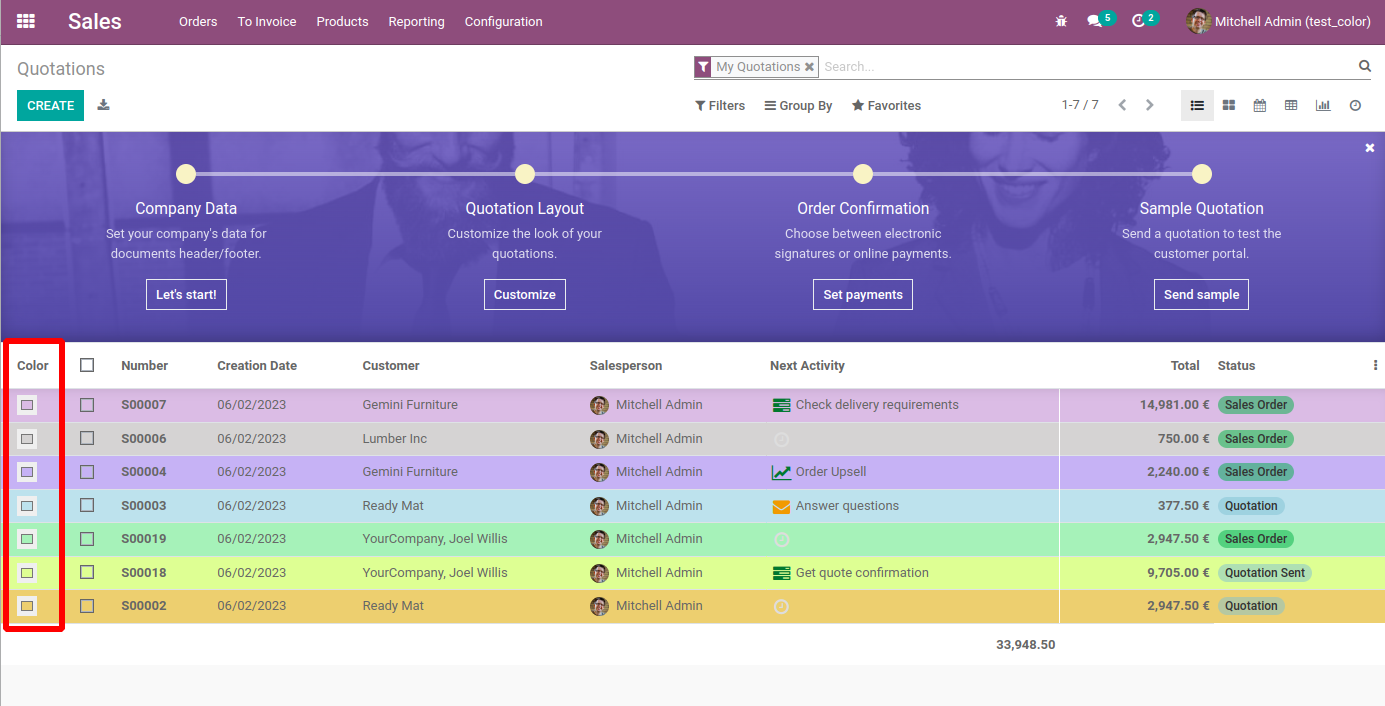 Sales Orders To Invoice Products Reporting Configuration 5 2 Mitchell Admin (test_color)
Quotations My Quotations Search...
CREATE Filters Group By Favorites 1-7 / 7
Company Data Quotation Layout Order Confirmation Sample Quotation
Set your company's data for Customize the look of your Choose between electronic Send a quotation to test the
documents header/footer. quotations. signatures or online payments. customer portal.
Let's start! Customize Set payments Send sample
Color Number Creation Date Customer Salesperson Next Activity Total Status
S00007 06/02/2023 Gemini Furniture Mitchell Admin Check delivery requirements 14,981.00 € Sales Order
S00006 06/02/2023 Lumber Inc Mitchell Admin 750.00 € Sales Order
S00004 06/02/2023 Gemini Furniture Mitchell Admin Order Upsell 2,240.00 € Sales Order
S00003 06/02/2023 Ready Mat Mitchell Admin Answer questions 377.50 € Quotation
S00019 06/02/2023 YourCompany, Joel Willis Mitchell Admin 2,947.50 € Sales Order
S00018 06/02/2023 YourCompany, Joel Willis Mitchell Admin Get quote confirmation 9,705.00 € Quotation Sent
S00002 06/02/2023 Ready Mat Mitchell Admin 2,947.50 € Quotation
33,948.50